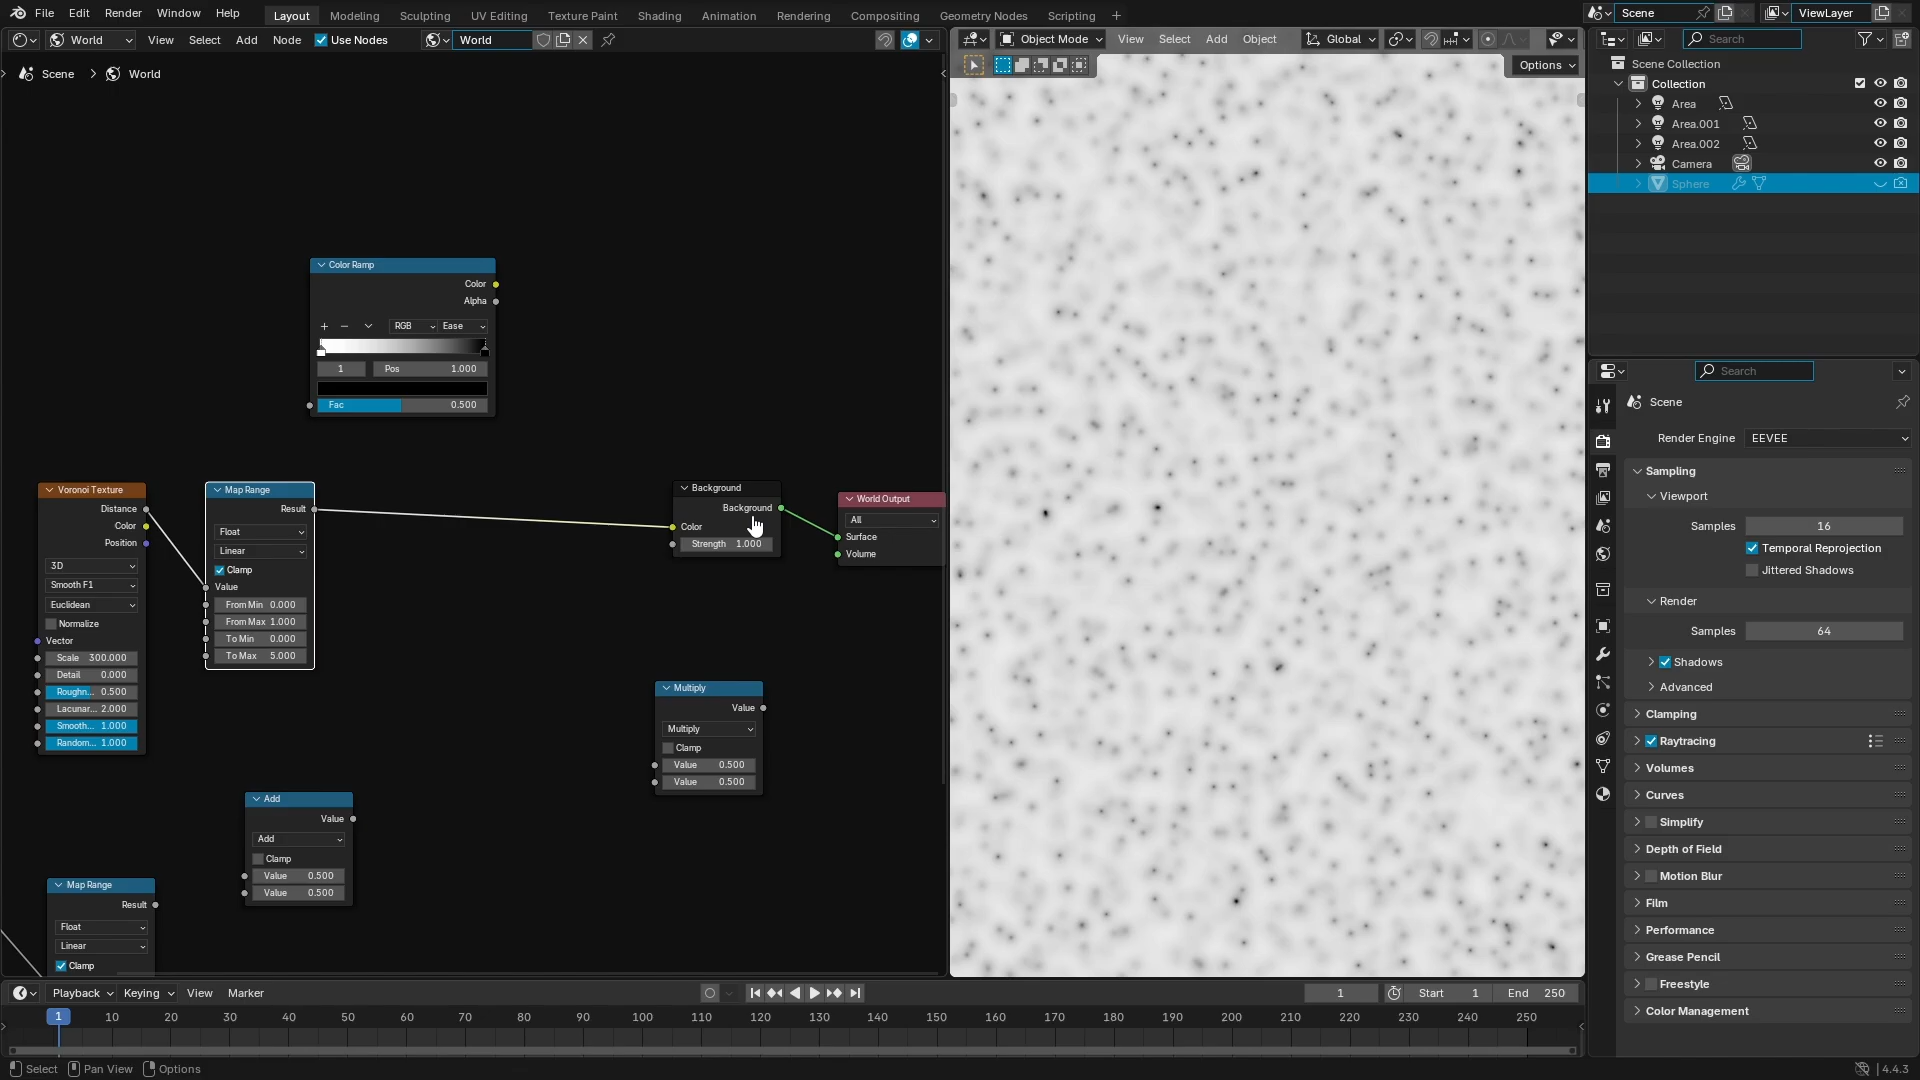 File Edit Render Window Help
Layout Modeling Sculpting UV Editing Texture Paint Shading Animation Rendering Compositing Geometry Nodes Scripting +
Scene ViewLayer
World View Select Add Node Use Nodes World
Object Mode View Select Add Object Global
Search
Options
Scene > World
Scene Collection
Collection
Area
Area.001
Area.002
Camera
Sphere
Color Ramp
Color
Alpha
RGB Ease
1 Pos 1.000
Fac 0.500
Voronoi Texture
Distance
Color
Position
3D
Smooth F1
Euclidean
Normalize
Vector
Scale 300.000
Detail 0.000
Roughn... 0.500
Lacunar... 2.000
Smooth... 1.000
Random... 1.000
Map Range
Result
Float
Linear
Clamp
Value
From Min 0.000
From Max 1.000
To Min 0.000
To Max 5.000
Background
Background
Color
Strength 1.000
World Output
All
Surface
Volume
Multiply
Value
Multiply
Clamp
Value 0.500
Value 0.500
Add
Value
Add
Clamp
Value 0.500
Value 0.500
Map Range
Result
Float
Linear
Clamp
Search
Scene
Render Engine EEVEE
Sampling
Viewport
Samples 16
Temporal Reprojection
Jittered Shadows
Render
Samples 64
Shadows
Advanced
Clamping
Raytracing
Volumes
Curves
Simplify
Depth of Field
Motion Blur
Film
Performance
Grease Pencil
Freestyle
Color Management
Playback Keying View Marker
1 Start 1 End 250
1 10 20 30 40 50 60 70 80 90 100 110 120 130 140 150 160 170 180 190 200 210 220 230 240 250
Select Pan View Options
4.4.3